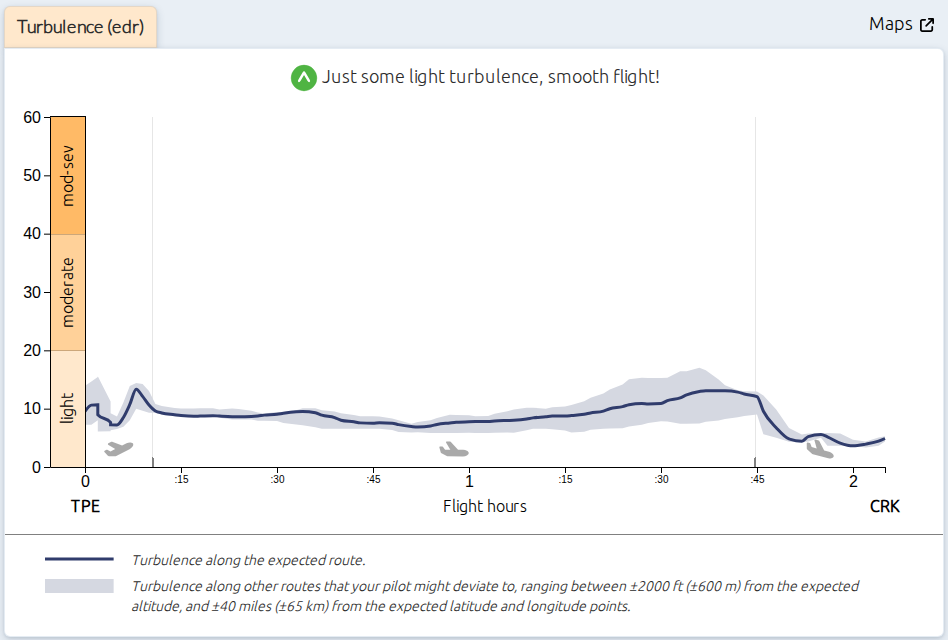 Turbulence (edr)
Maps
Just some light turbulence, smooth flight!
60
50
40
30
20
10
0
mod-sev
moderate
light
0 :15 :30 :45 1 :15 :30 :45 2
TPE Flight hours CRK
Turbulence along the expected route.
Turbulence along other routes that your pilot might deviate to, ranging between ±2000 ft (±600 m) from the expected
altitude, and ±40 miles (±65 km) from the expected latitude and longitude points.